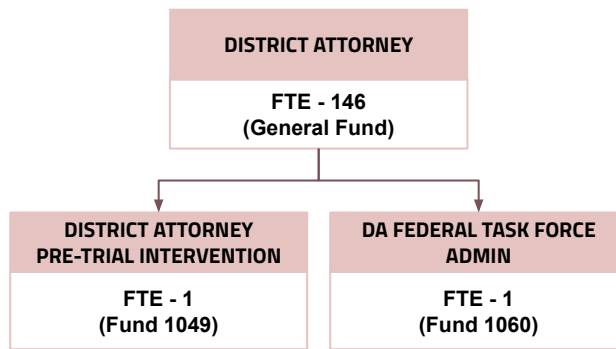 DISTRICT ATTORNEY
FTE - 146
(General Fund)
DISTRICT ATTORNEY
PRE-TRIAL INTERVENTION
FTE - 1
(Fund 1049)
DA FEDERAL TASK FORCE
ADMIN
FTE - 1
(Fund 1060)